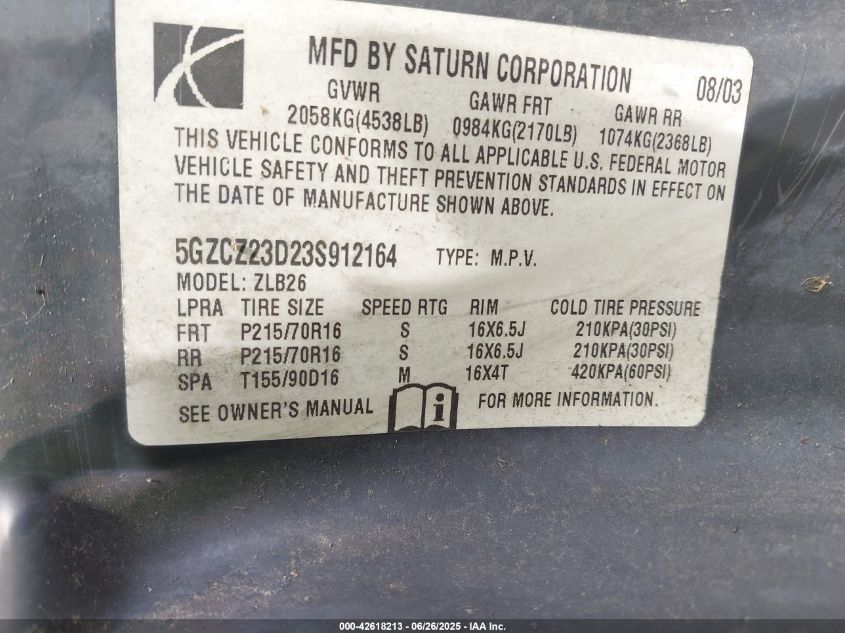 MFD BY SATURN CORPORATION 08/03
GVWR GAWR FRT GAWR RR
2058KG(4538LB) 0984KG(2170LB) 1074KG(2368LB)
THIS VEHICLE CONFORMS TO ALL APPLICABLE U.S. FEDERAL MOTOR
VEHICLE SAFETY AND THEFT PREVENTION STANDARDS IN EFFECT ON
THE DATE OF MANUFACTURE SHOWN ABOVE.
5GZCZ23D23S912164 TYPE: M.P.V.
MODEL: ZLB26
LPRA TIRE SIZE SPEED RTG RIM COLD TIRE PRESSURE
FRT P215/70R16 S 16X6.5J 210KPA(30PSI)
RR P215/70R16 S 16X6.5J 210KPA(30PSI)
SPA T155/90D16 M 16X4T 420KPA(60PSI)
SEE OWNER'S MANUAL i FOR MORE INFORMATION.
000-42618213 - 06/26/2025 - IAA Inc.